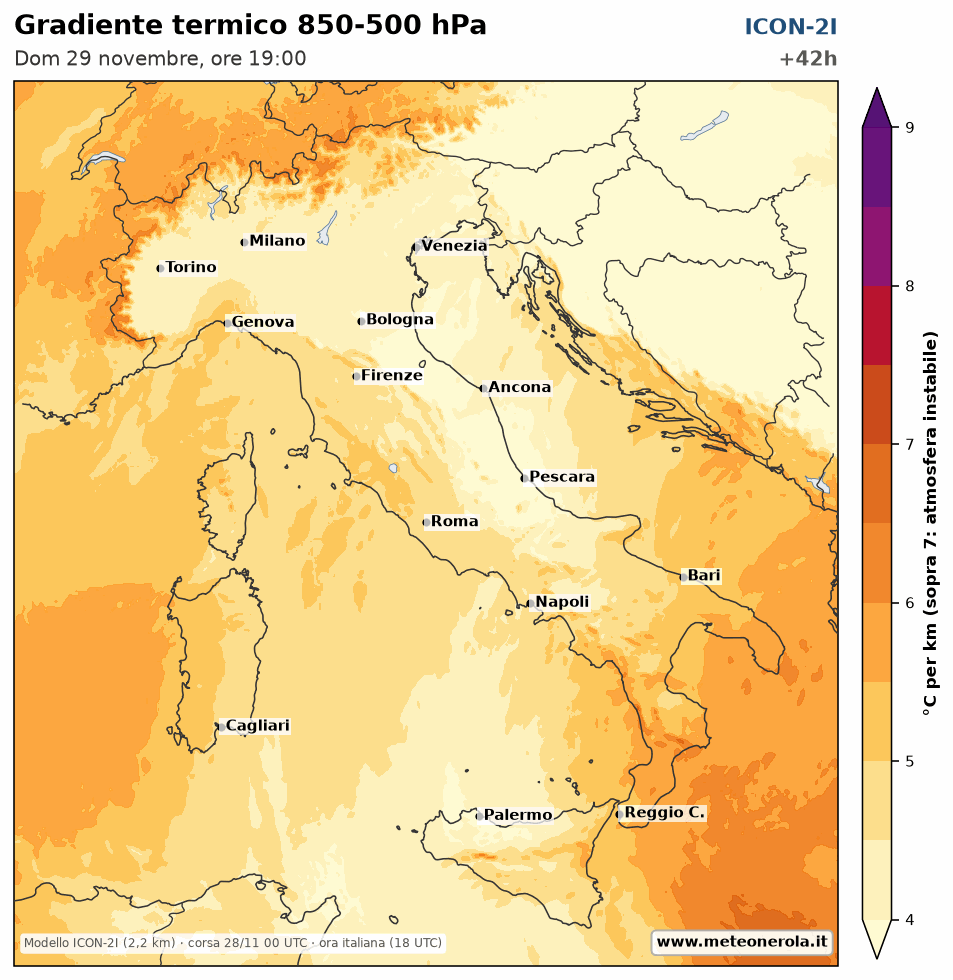 Gradiente termico 850-500 hPa
ICON-2I
Dom 29 novembre, ore 19:00
+42h
Milano
Venezia
Torino
Genova
Bologna
Firenze
Ancona
Pescara
Roma
Bari
Napoli
Cagliari
Palermo
Reggio C.
9
8
7
6
5
4
°C per km (sopra 7: atmosfera instabile)
Modello ICON-2I (2,2 km) · corsa 28/11 00 UTC · ora italiana (18 UTC)
www.meteonerola.it